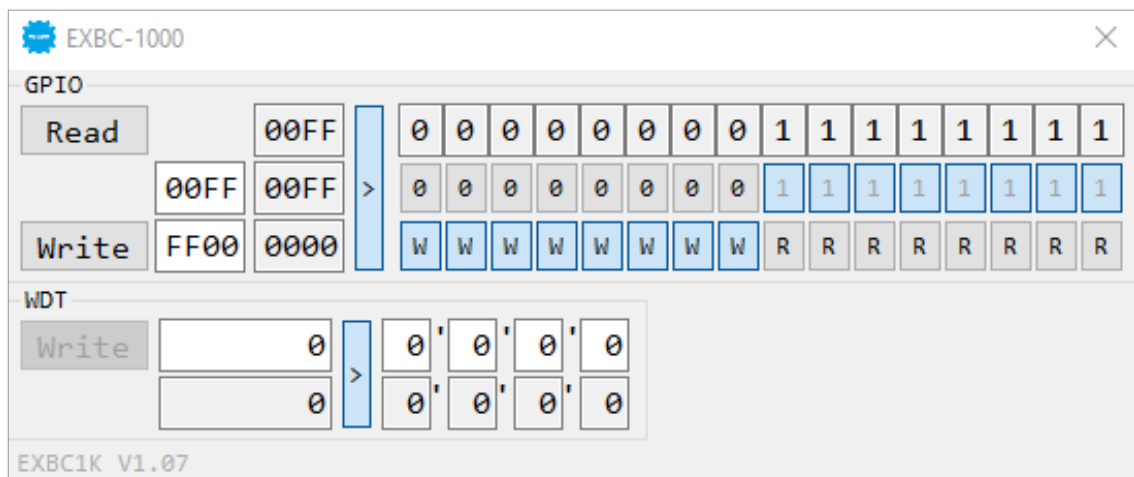 EXBC-1000
GPIO
Read 00FF 0 0 0 0 0 0 0 0 1 1 1 1 1 1 1 1
00FF 00FF > 0 0 0 0 0 0 0 0 1 1 1 1 1 1 1 1
Write FF00 0000 W W W W W W W W R R R R R R R R
WDT
Write 0 > 0 ' 0 ' 0 ' 0
0 0 ' 0 ' 0 ' 0
EXBC1K V1.07